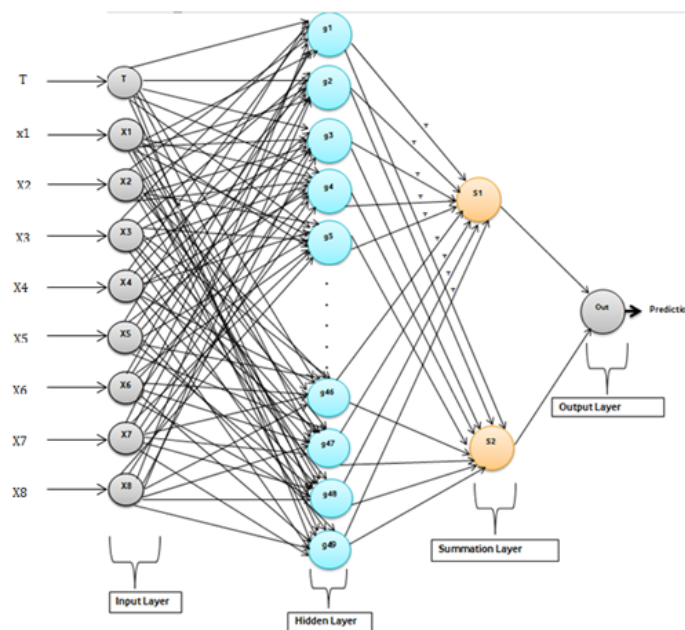 T
x1
X2
X3
X4
X5
X6
X7
X8
T
X1
X2
X3
X4
X5
X6
X7
X8
g1
g2
g3
g4
g5
g46
g47
g48
g49
S1
S2
Out
Predictio
Input Layer
Hidden Layer
Summation Layer
Output Layer